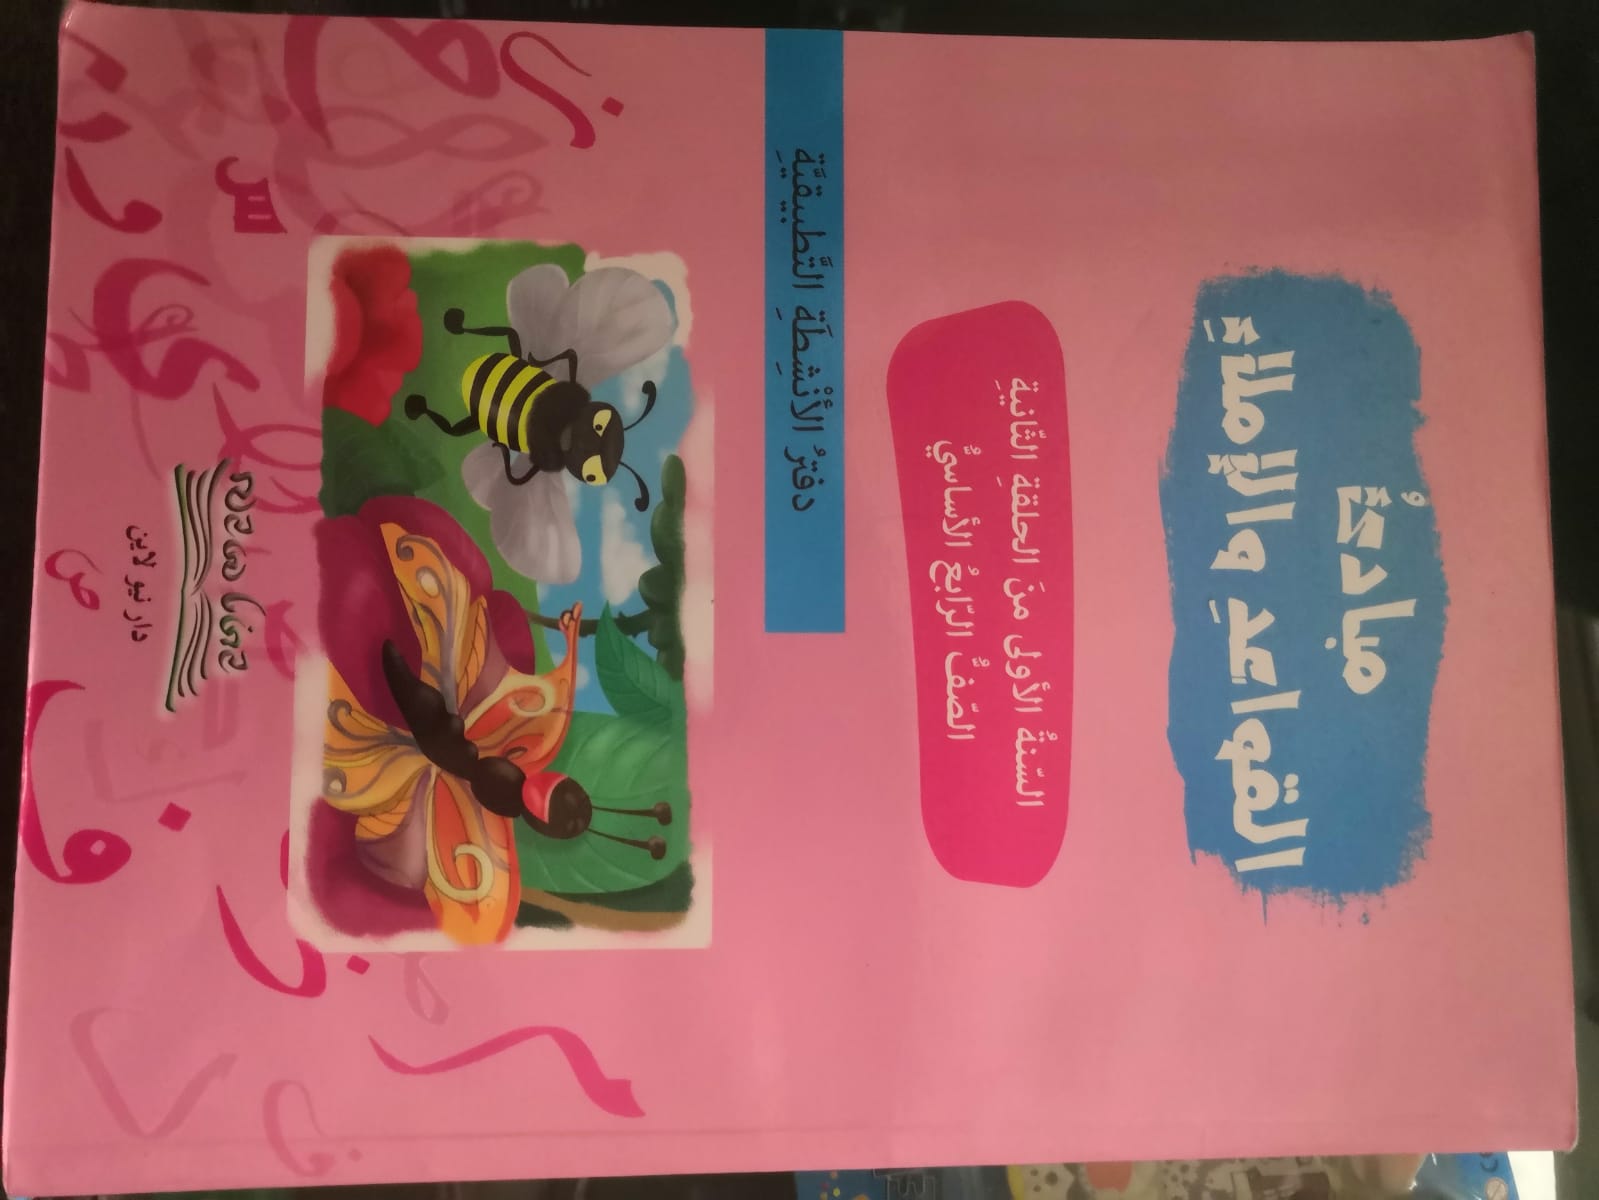 مبادئُ
القواعدِ والإملاءِ
السّنةُ الأولى منَ الحلقةِ الثّانيةِ
الصّفُّ الرّابعُ الأساسيُّ
دفترُ الأنْشِطَةِ التَّطبيقيَّةِ
دار نيو لاين